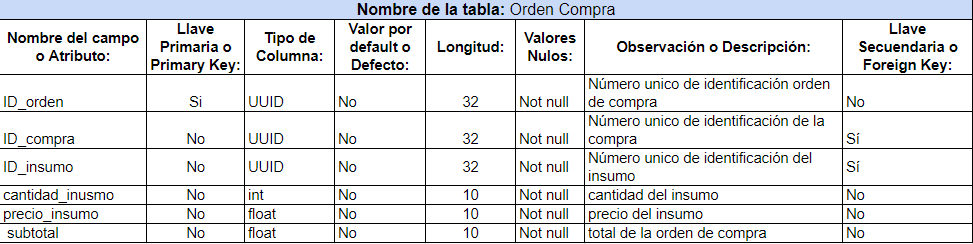 Nombre de la tabla: Orden Compra
Nombre del campo o Atributo: Llave Primaria o Primary Key: Tipo de Columna: Valor por default o Defecto: Longitud: Valores Nulos: Observación o Descripción: Llave Secuendaria o Foreign Key:
ID_orden Si UUID No 32 Not null Número unico de identificación orden de compra No
ID_compra No UUID No 32 Not null Número unico de identificación de la compra Sí
ID_insumo No UUID No 32 Not null Número unico de identificación del insumo Sí
cantidad_inusmo No int No 10 Not null cantidad del insumo No
precio_insumo No float No 10 Not null precio del insumo No
subtotal No float No 10 Not null total de la orden de compra No